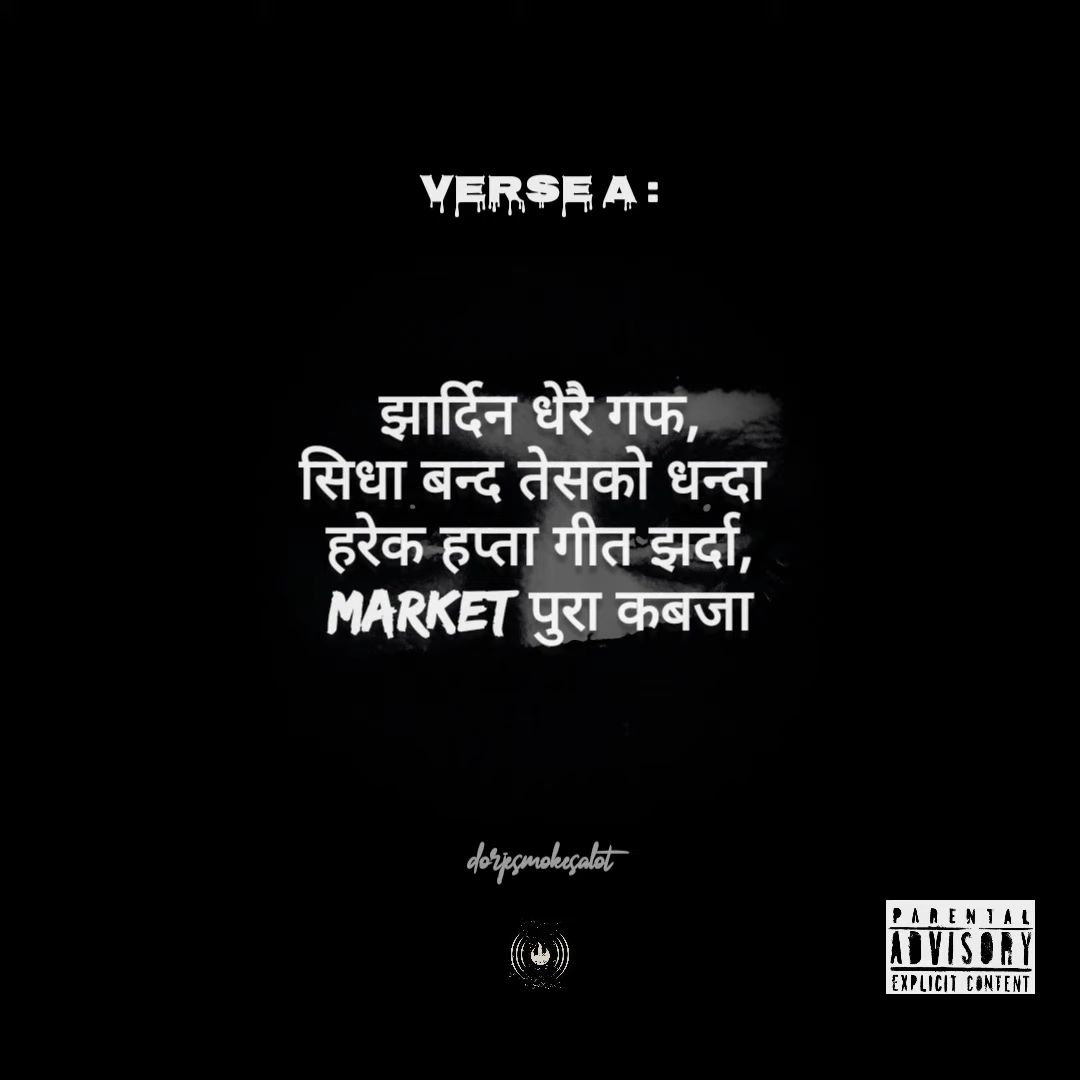 VERSE A :
झार्दिन धेरै गफ,
सिधा बन्द तेसको धन्दा
हरेक हप्ता गीत झर्दा,
MARKET पुरा कबजा
dorjesmokesalot
PARENTAL
ADVISORY
EXPLICIT CONTENT